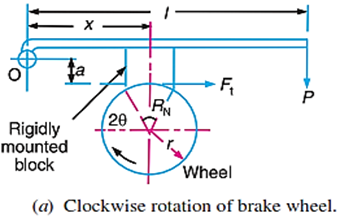 l
x
O
a
F_t
P
2θ
R_N
r
Rigidly
mounted
block
Wheel
(a) Clockwise rotation of brake wheel.